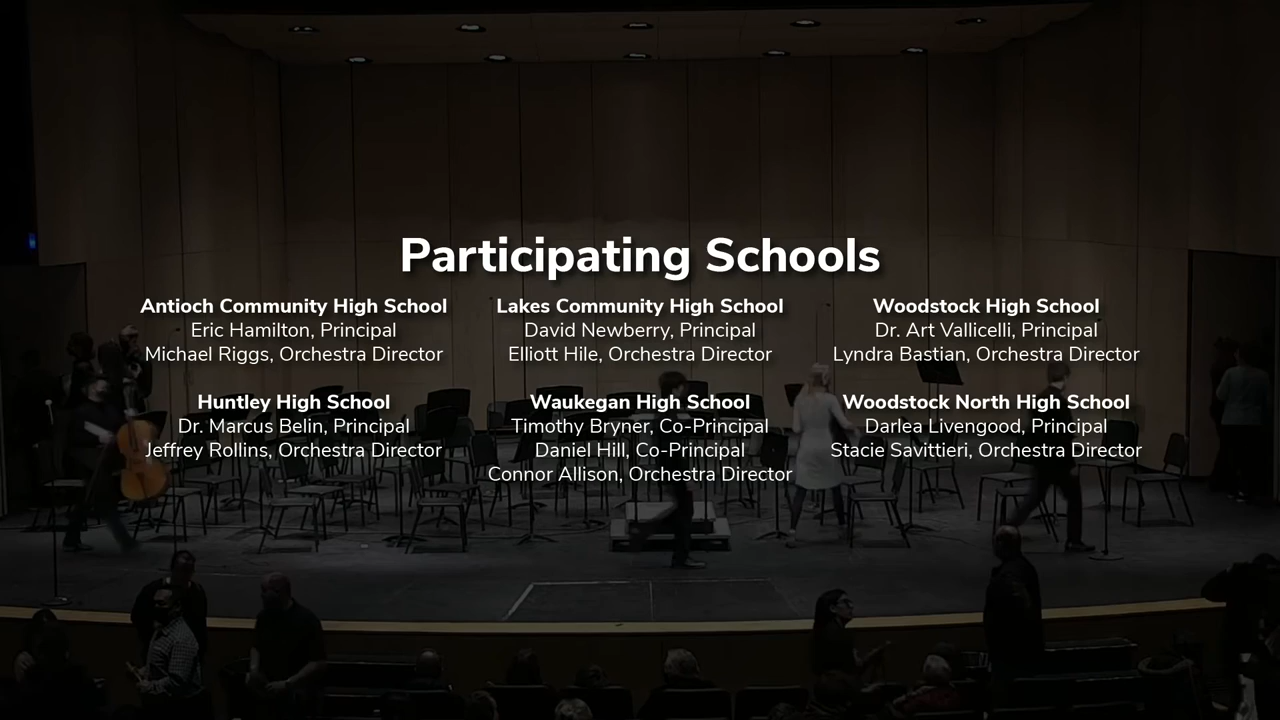 Participating Schools
Antioch Community High School
Eric Hamilton, Principal
Michael Riggs, Orchestra Director
Lakes Community High School
David Newberry, Principal
Elliott Hile, Orchestra Director
Woodstock High School
Dr. Art Vallicelli, Principal
Lyndra Bastian, Orchestra Director
Huntley High School
Dr. Marcus Belin, Principal
Jeffrey Rollins, Orchestra Director
Waukegan High School
Timothy Bryner, Co-Principal
Daniel Hill, Co-Principal
Connor Allison, Orchestra Director
Woodstock North High School
Darlea Livengood, Principal
Stacie Savittieri, Orchestra Director